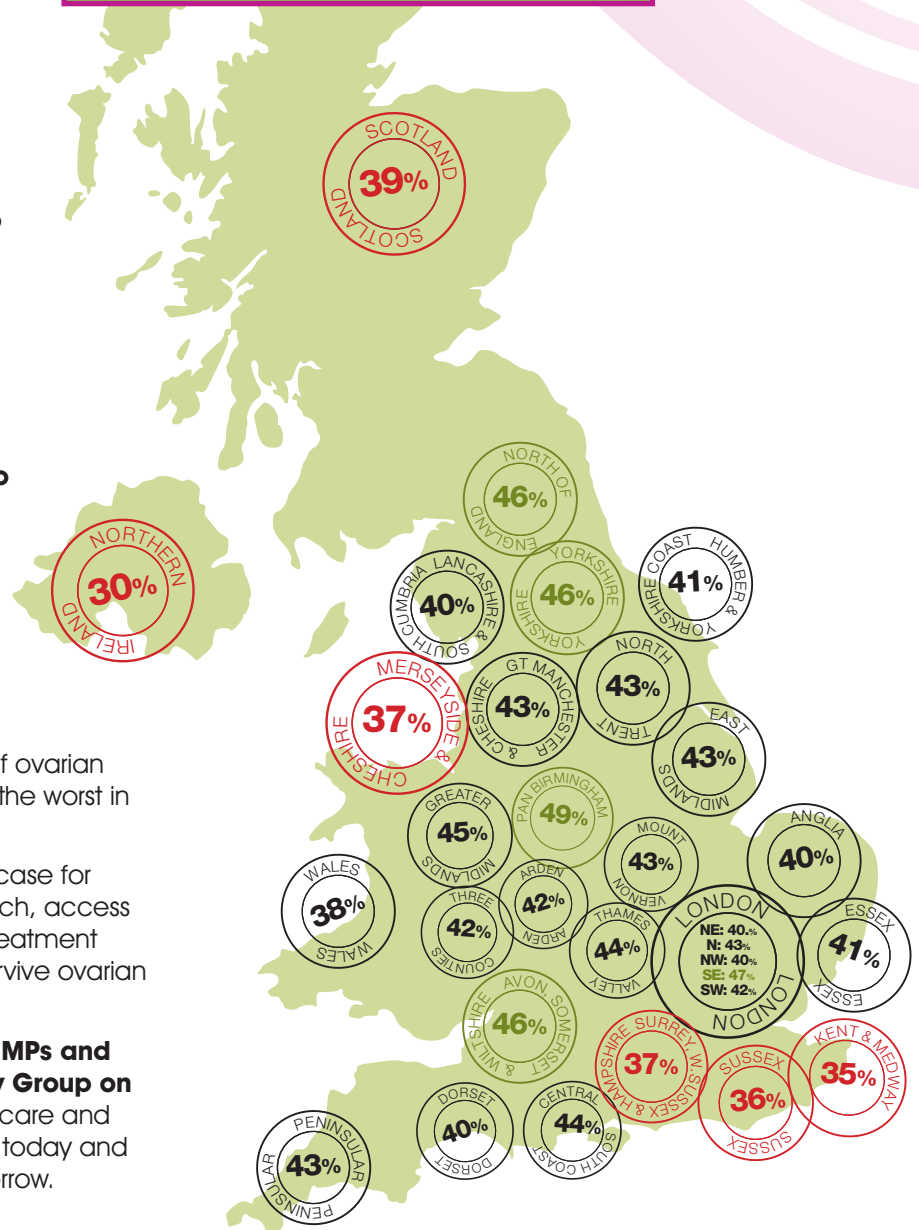 SCOTLAND
39%
SCOTLAND
NORTH OF
46%
ENGLAND
NORTHERN
30%
IRELAND
LANCASHIRE & SOUTH CUMBRIA
40%
YORKSHIRE
46%
YORKSHIRE
HUMBER & YORKSHIRE COAST
41%
MERSEYSIDE & CHESHIRE
37%
GT MANCHESTER & CHESHIRE
43%
NORTH
43%
TRENT
EAST
43%
MIDLANDS
f ovarian
the worst in
case for
ch, access
eatment
rvive ovarian
MPs and
y Group on
care and
today and
rrow.
GREATER
45%
MIDLANDS
PAN BIRMINGHAM
49%
MOUNT
43%
VERNON
ANGLIA
40%
WALES
38%
WALES
THREE
42%
COUNTIES
ARDEN
42%
ARDEN
THAMES
44%
VALLEY
LONDON
NE: 40.%
N: 43%
NW: 40%
SE: 47%
SW: 42%
LONDON
ESSEX
41%
ESSEX
AVON, SOMERSET & WILTSHIRE
46%
SURREY, W. SUSSEX & HAMPSHIRE
37%
SUSSEX
36%
SUSSEX
KENT & MEDWAY
35%
PENINSULAR
43%
PENINSULAR
DORSET
40%
DORSET
CENTRAL
44%
SOUTH COAST